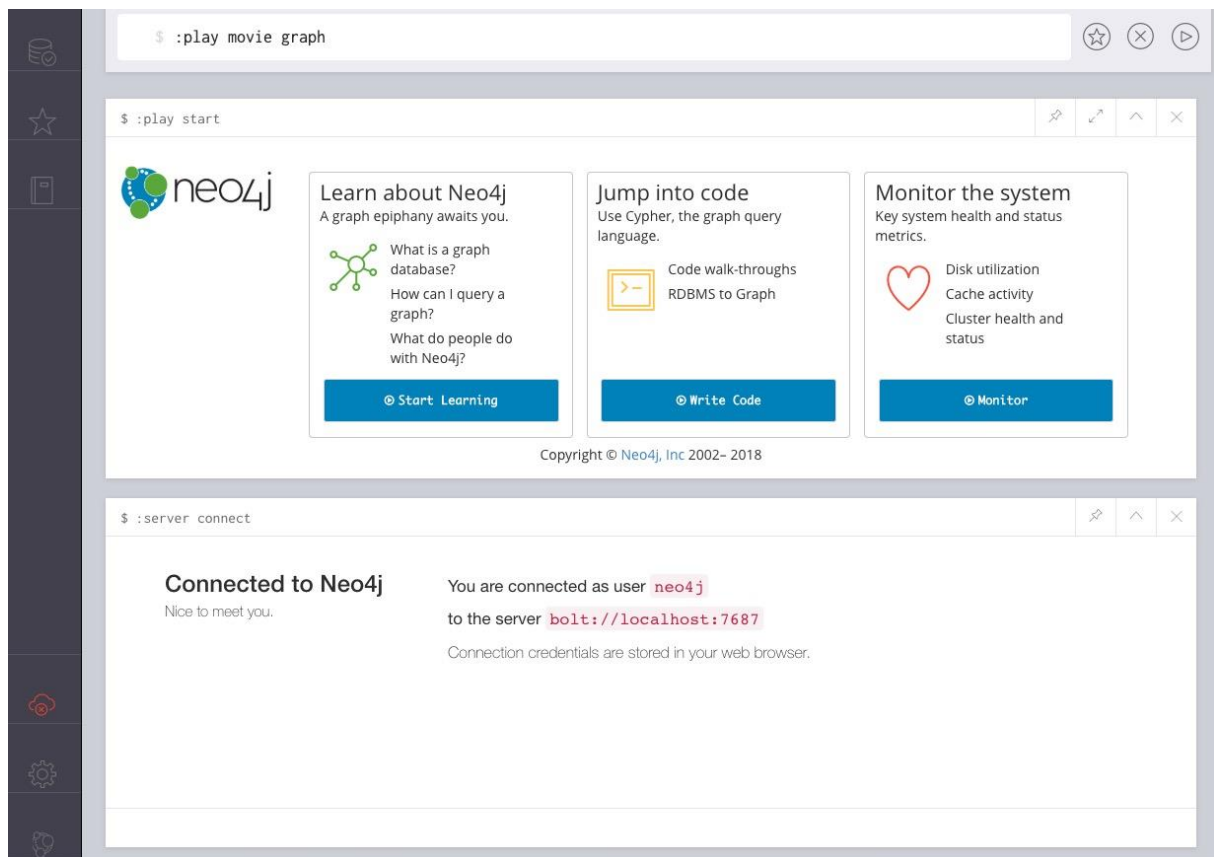 $ :play movie graph
$ :play start
neo4j
Learn about Neo4j
A graph epiphany awaits you.
What is a graph
database?
How can I query a
graph?
What do people do
with Neo4j?
Start Learning
Jump into code
Use Cypher, the graph query
language.
Code walk-throughs
RDBMS to Graph
Write Code
Monitor the system
Key system health and status
metrics.
Disk utilization
Cache activity
Cluster health and
status
Monitor
Copyright © Neo4j, Inc 2002– 2018
$ :server connect
Connected to Neo4j
Nice to meet you.
You are connected as user neo4j
to the server bolt://localhost:7687
Connection credentials are stored in your web browser.